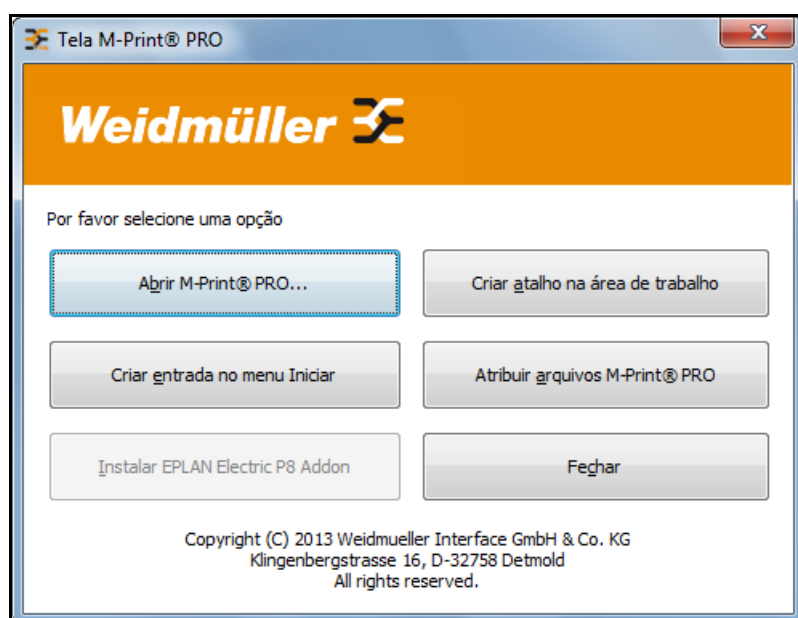 Tela M-Print® PRO
Weidmüller
Por favor selecione uma opção
Abrir M-Print® PRO...
Criar atalho na área de trabalho
Criar entrada no menu Iniciar
Atribuir arquivos M-Print® PRO
Instalar EPLAN Electric P8 Addon
Fechar
Copyright (C) 2013 Weidmueller Interface GmbH & Co. KG
Klingenbergstrasse 16, D-32758 Detmold
All rights reserved.